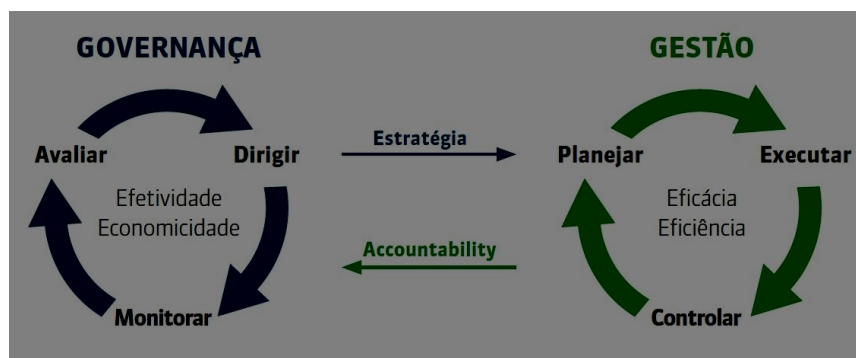 GOVERNANÇA
GESTÃO
Avaliar
Dirigir
Efetividade
Economicidade
Monitorar
Estratégia
Accountability
Planejar
Executar
Eficácia
Eficiência
Controlar